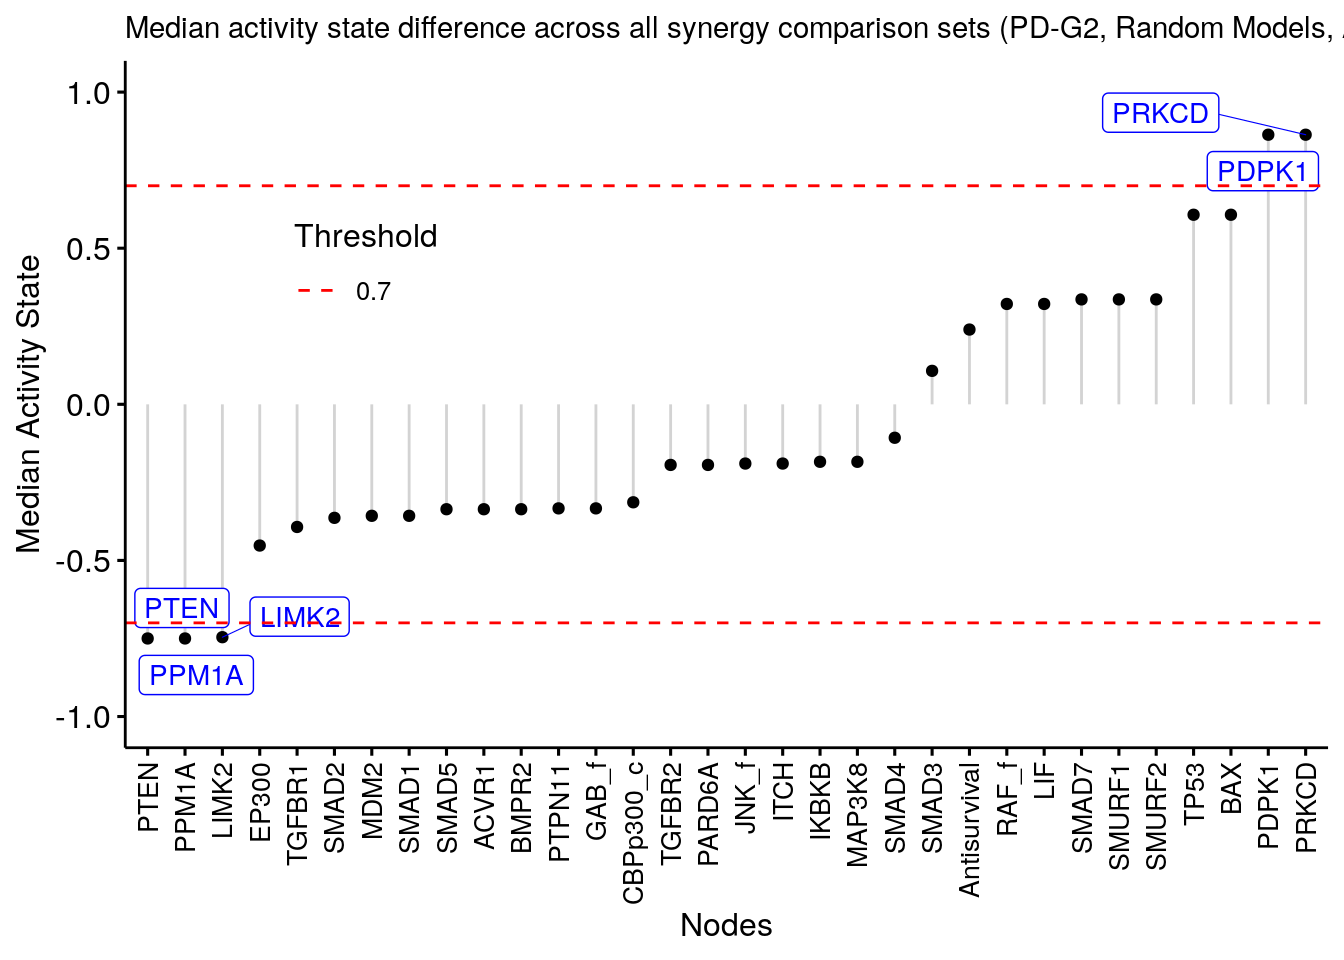 Median activity state difference across all synergy comparison sets (PD-G2, Random Models,
1.0
0.5
0.0
-0.5
-1.0
Median Activity State
Threshold
0.7
PRKCD
PDPK1
PTEN
LIMK2
PPM1A
PTEN
PPM1A
LIMK2
EP300
TGFBR1
SMAD2
MDM2
SMAD1
SMAD5
ACVR1
BMPR2
PTPN11
GAB_f
CBPp300_c
TGFBR2
PARD6A
JNK_f
ITCH
IKBKB
MAP3K8
SMAD4
SMAD3
Antisurvival
RAF_f
LIF
SMAD7
SMURF1
SMURF2
TP53
BAX
PDPK1
PRKCD
Nodes